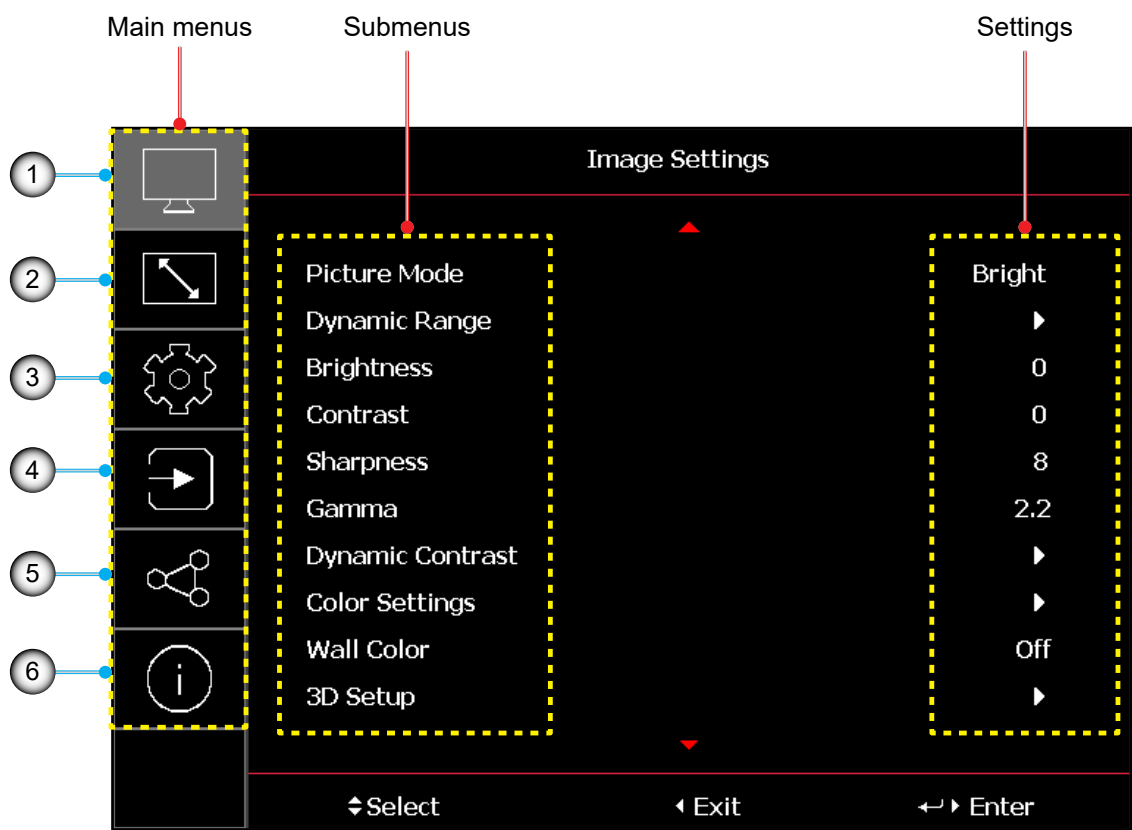 Main menus Submenus Settings
1
Image Settings
2
Picture Mode Bright
Dynamic Range
3
Brightness 0
Contrast 0
4
Sharpness 8
Gamma 2.2
5
Dynamic Contrast
Color Settings
6
Wall Color Off
3D Setup
Select Exit Enter